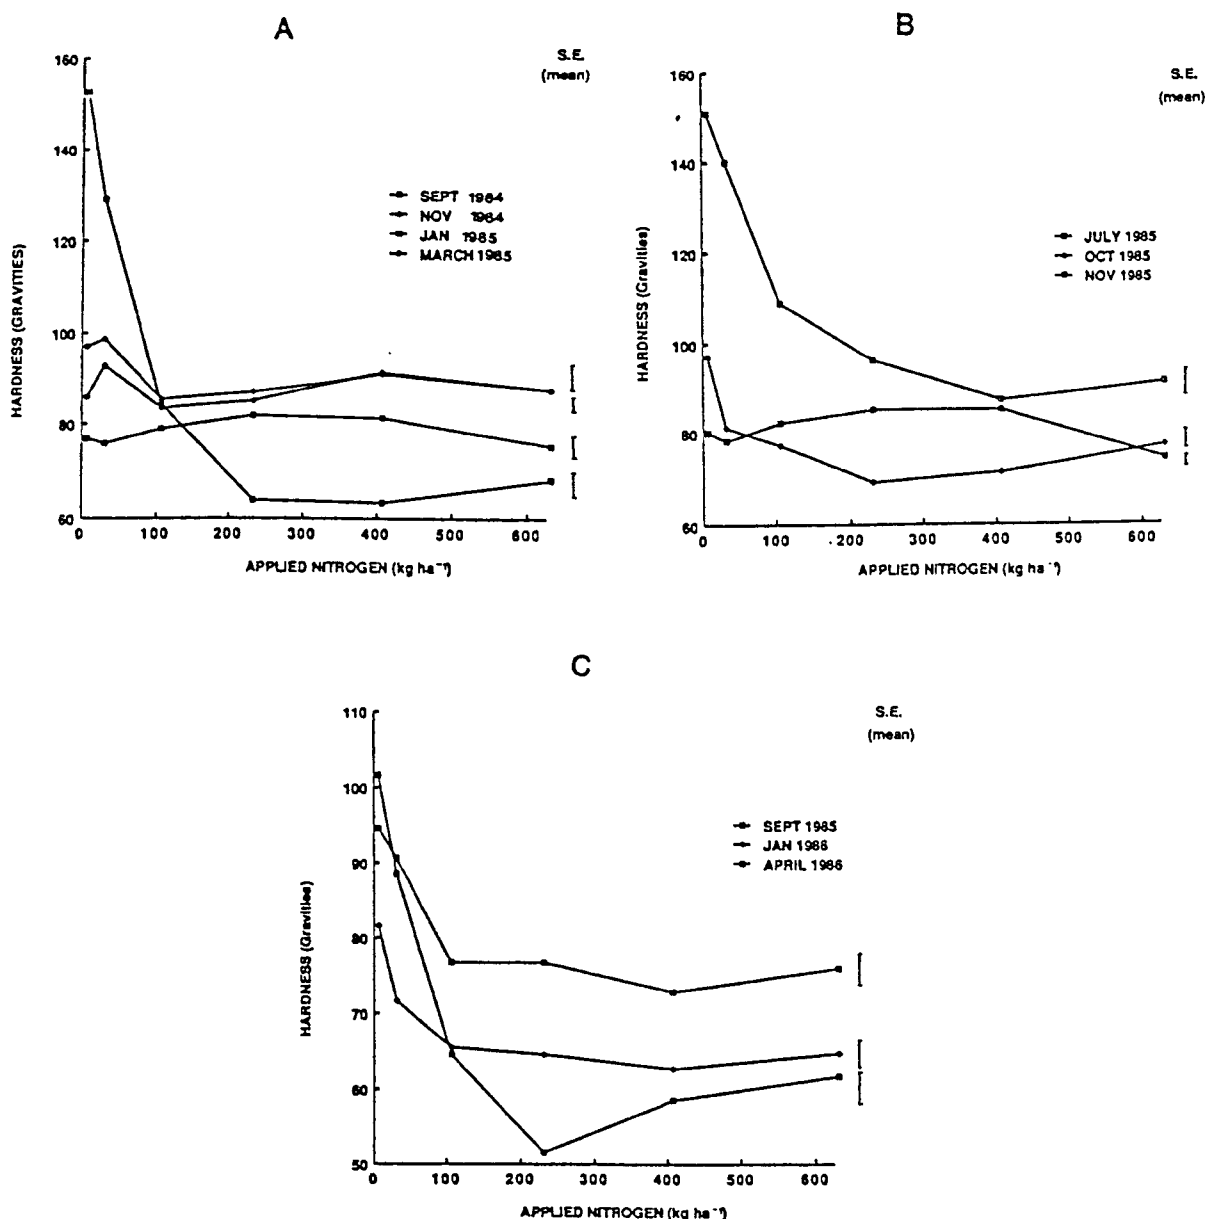 A
S.E.
(mean)
160
140
120
100
80
60
HARDNESS (GRAVITIES)
SEPT 1984
NOV 1984
JAN 1985
MARCH 1985
0 100 200 300 400 500 600
APPLIED NITROGEN (kg ha⁻¹)
B
S.E.
(mean)
160
140
120
100
80
60
HARDNESS (Gravities)
JULY 1985
OCT 1985
NOV 1985
0 100 200 300 400 500 600
APPLIED NITROGEN (kg ha⁻¹)
C
S.E.
(mean)
110
100
90
80
70
60
50
HARDNESS (Gravities)
SEPT 1985
JAN 1986
APRIL 1986
0 100 200 300 400 500 600
APPLIED NITROGEN (kg ha⁻¹)